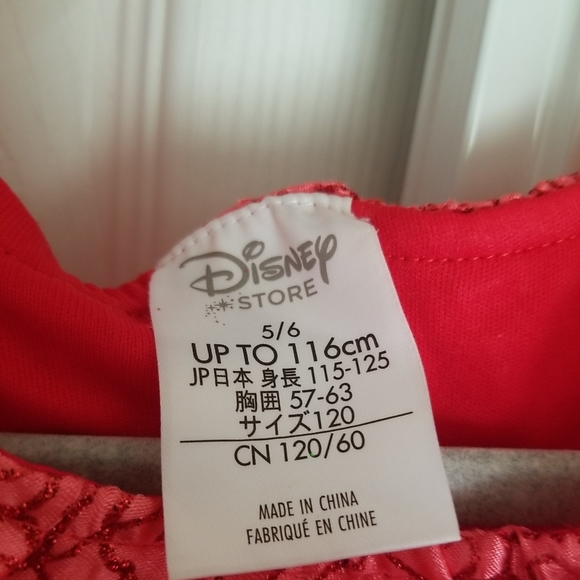 Disney
STORE
5/6
UP TO 116cm
JP日本 身長 115-125
胸囲 57-63
サイズ120
CN 120/60
MADE IN CHINA
FABRIQUÉ EN CHINE